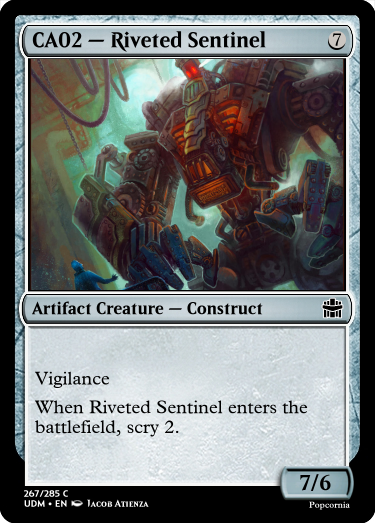 CA02 — Riveted Sentinel 7
Artifact Creature — Construct
Vigilance
When Riveted Sentinel enters the
battlefield, scry 2.
7/6
267/285 C
UDM • EN Jacob Atienza
Popcornia